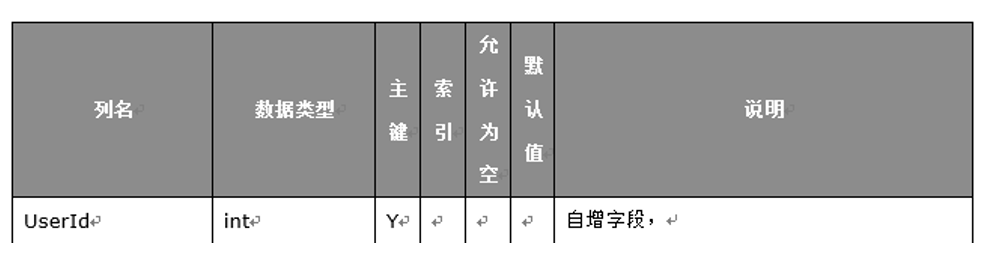 列名
数据类型
主键
索引
允许为空
默认值
说明
UserId
int
Y
自增字段，